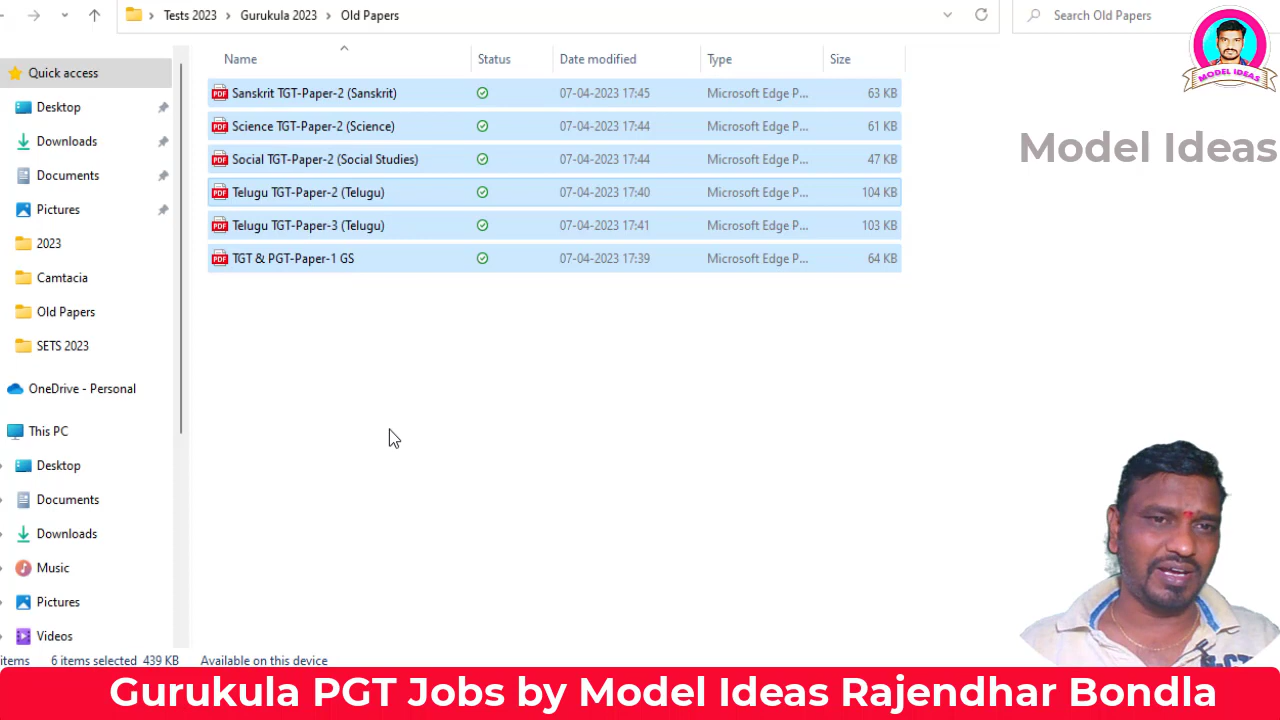 Tests 2023 › Gurukula 2023 › Old Papers
Search Old Papers
MODEL IDEAS
Name Status Date modified Type Size
Quick access
Desktop
Downloads
Documents
Pictures
2023
Camtacia
Old Papers
SETS 2023
OneDrive - Personal
This PC
Desktop
Documents
Downloads
Music
Pictures
Videos
PDF Sanskrit TGT-Paper-2 (Sanskrit) 07-04-2023 17:45 Microsoft Edge P... 63 KB
PDF Science TGT-Paper-2 (Science) 07-04-2023 17:44 Microsoft Edge P... 61 KB
PDF Social TGT-Paper-2 (Social Studies) 07-04-2023 17:44 Microsoft Edge P... 47 KB
PDF Telugu TGT-Paper-2 (Telugu) 07-04-2023 17:40 Microsoft Edge P... 104 KB
PDF Telugu TGT-Paper-3 (Telugu) 07-04-2023 17:41 Microsoft Edge P... 103 KB
PDF TGT & PGT-Paper-1 GS 07-04-2023 17:39 Microsoft Edge P... 64 KB
Model Ideas
items 6 items selected 439 KB Available on this device
Gurukula PGT Jobs by Model Ideas Rajendhar Bondla